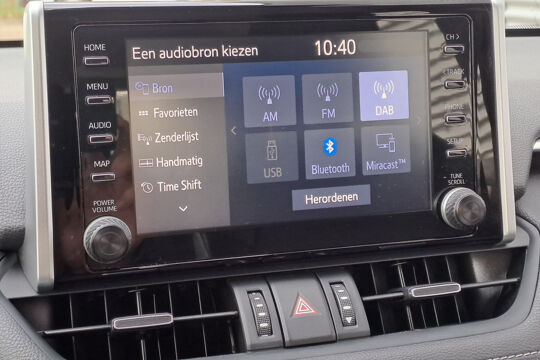 HOME
MENU
AUDIO
MAP
POWER
VOLUME
Een audiobron kiezen
10:40
Bron
Favorieten
Zenderlijst
Handmatig
Time Shift
AM
FM
DAB
USB
Bluetooth
Miracast™
Herordenen
CH >
TRACK
PHONE
SETUP
TUNE
SCROLL